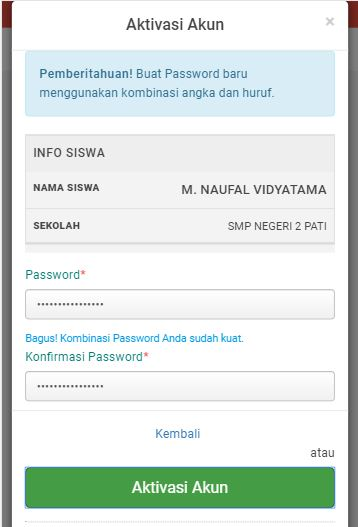 Aktivasi Akun ×
Pemberitahuan! Buat Password baru
menggunakan kombinasi angka dan huruf.
INFO SISWA
NAMA SISWA M. NAUFAL VIDYATAMA
SEKOLAH SMP NEGERI 2 PATI
Password*
••••••••••••••••
Bagus! Kombinasi Password Anda sudah kuat.
Konfirmasi Password*
••••••••••••••••
Kembali
atau
Aktivasi Akun